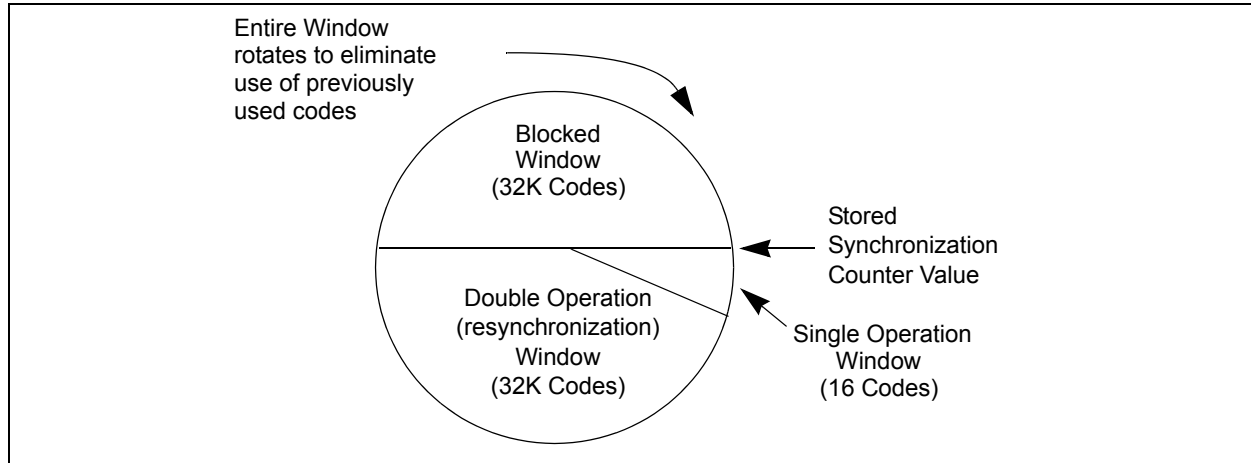 Entire Window
rotates to eliminate
use of previously
used codes
Blocked
Window
(32K Codes)
Stored
Synchronization
Counter Value
Double Operation
(resynchronization)
Window
(32K Codes)
Single Operation
Window
(16 Codes)